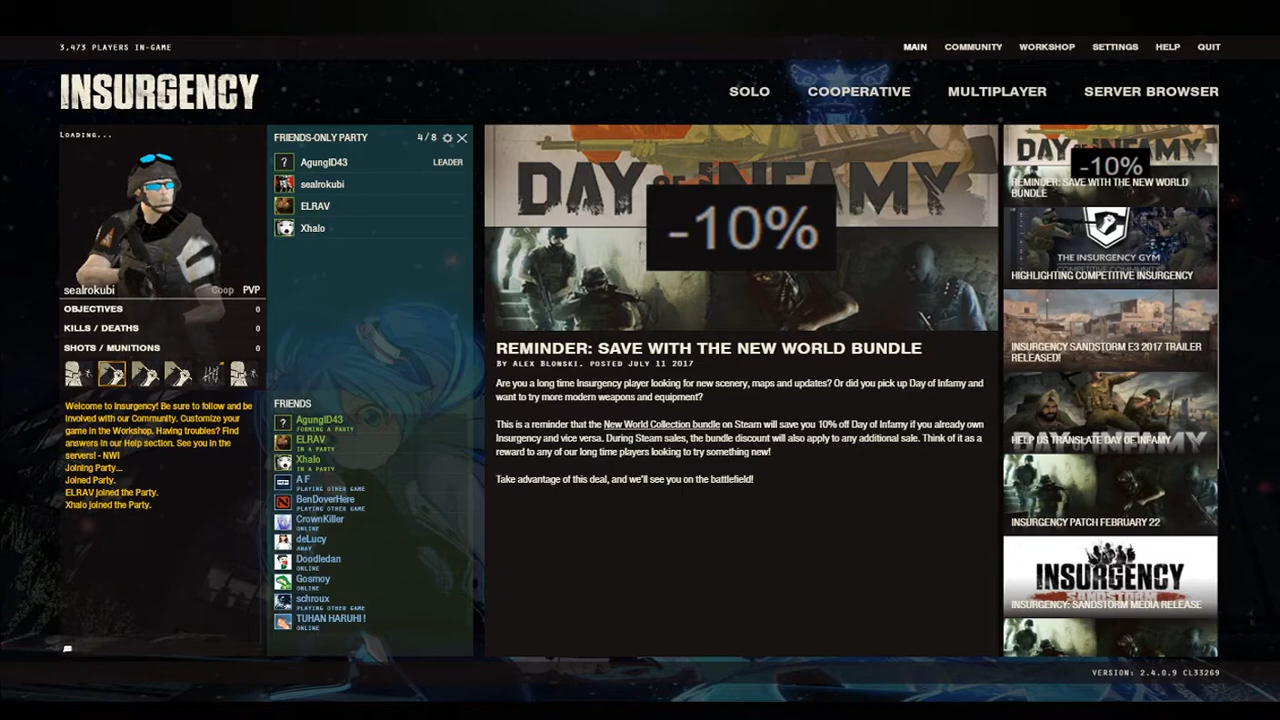 3,473 PLAYERS IN-GAME
MAIN COMMUNITY WORKSHOP SETTINGS HELP QUIT
INSURGENCY
SOLO COOPERATIVE MULTIPLAYER SERVER BROWSER
LOADING...
sealrokubi
Coop PVP
OBJECTIVES 0
KILLS / DEATHS 0
SHOTS / MUNITIONS 0
Welcome to Insurgency! Be sure to follow and be
involved with our Community. Customize your
game in the Workshop. Having troubles? Find
answers in our Help section. See you in the
servers! - NWI
Joining Party...
Joined Party.
ELRAV joined the Party.
Xhalo joined the Party.
FRIENDS-ONLY PARTY 4/8
? AgungID43 LEADER
sealrokubi
ELRAV
Xhalo
FRIENDS
? AgungID43
FORMING A PARTY
ELRAV
IN A PARTY
Xhalo
IN A PARTY
A F
PLAYING OTHER GAME
BenDoverHere
PLAYING OTHER GAME
CrownKiller
ONLINE
deLucy
AWAY
Doodledan
ONLINE
Gosmoy
ONLINE
schroux
PLAYING OTHER GAME
TUHAN HARUHI !
ONLINE
DAY OF INFAMY
-10%
REMINDER: SAVE WITH THE NEW WORLD BUNDLE
BY ALEX BLONSKI. POSTED JULY 11 2017
Are you a long time Insurgency player looking for new scenery, maps and updates? Or did you pick up Day of Infamy and
want to try more modern weapons and equipment?
This is a reminder that the New World Collection bundle on Steam will save you 10% off Day of Infamy if you already own
Insurgency and vice versa. During Steam sales, the bundle discount will also apply to any additional sale. Think of it as a
reward to any of our long time players looking to try something new!
Take advantage of this deal, and we'll see you on the battlefield!
DAY OF INFAMY
-10%
REMINDER: SAVE WITH THE NEW WORLD
BUNDLE
THE INSURGENCY GYM
HIGHLIGHTING COMPETITIVE INSURGENCY
INSURGENCY SANDSTORM E3 2017 TRAILER
RELEASED!
HELP US TRANSLATE DAY OF INFAMY
INSURGENCY PATCH FEBRUARY 22
INSURGENCY
SANDSTORM
INSURGENCY: SANDSTORM MEDIA RELEASE
VERSION: 2.4.0.9 CL33269